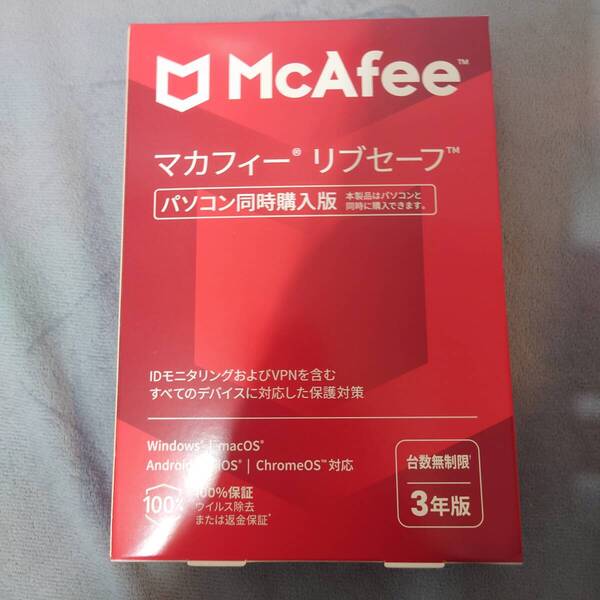 McAfee™
マカフィー® リブセーフ™
パソコン同時購入版
本製品はパソコンと
同時に購入できます。
IDモニタリングおよびVPNを含む
すべてのデバイスに対応した保護対策
Windows® | macOS®
Android | iOS® | ChromeOS™ 対応
100%
100%保証
ウイルス除去
または返金保証*
台数無制限†
3年版